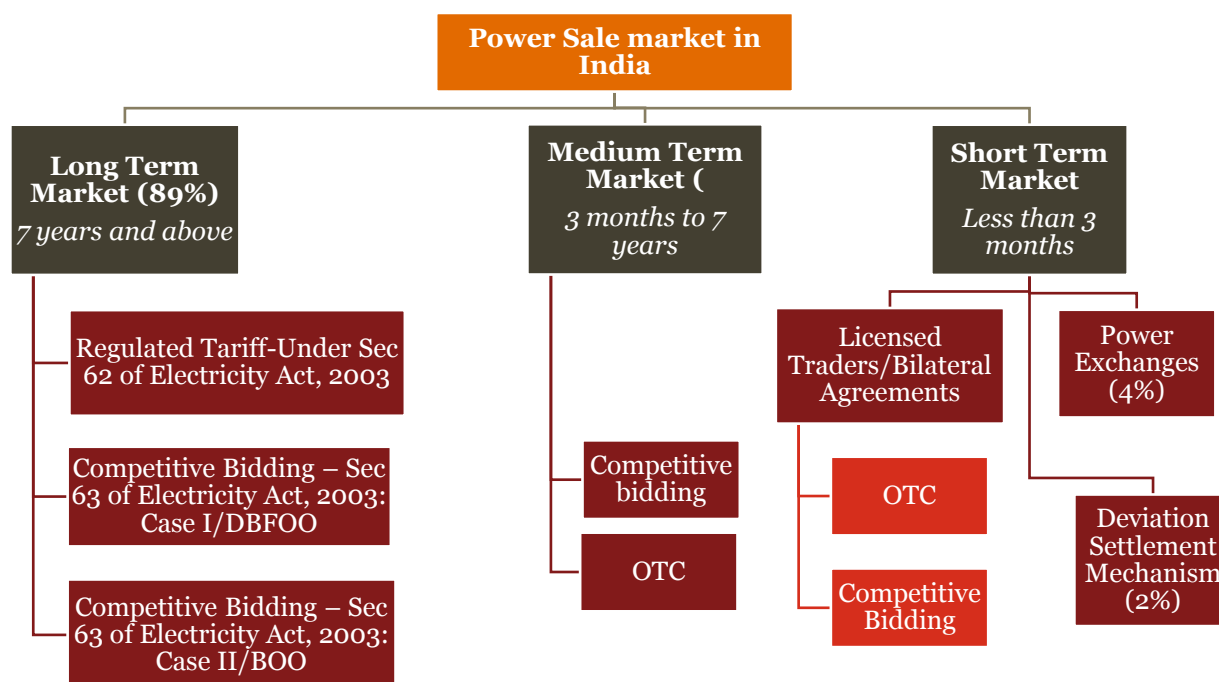 Power Sale market in
India
Long Term
Market (89%)
7 years and above
Regulated Tariff-Under Sec
62 of Electricity Act, 2003
Competitive Bidding – Sec
63 of Electricity Act, 2003:
Case I/DBFOO
Competitive Bidding – Sec
63 of Electricity Act, 2003:
Case II/BOO
Medium Term
Market (
3 months to 7
years
Competitive
bidding
OTC
Short Term
Market
Less than 3
months
Licensed
Traders/Bilateral
Agreements
OTC
Competitive
Bidding
Power
Exchanges
(4%)
Deviation
Settlement
Mechanism
(2%)